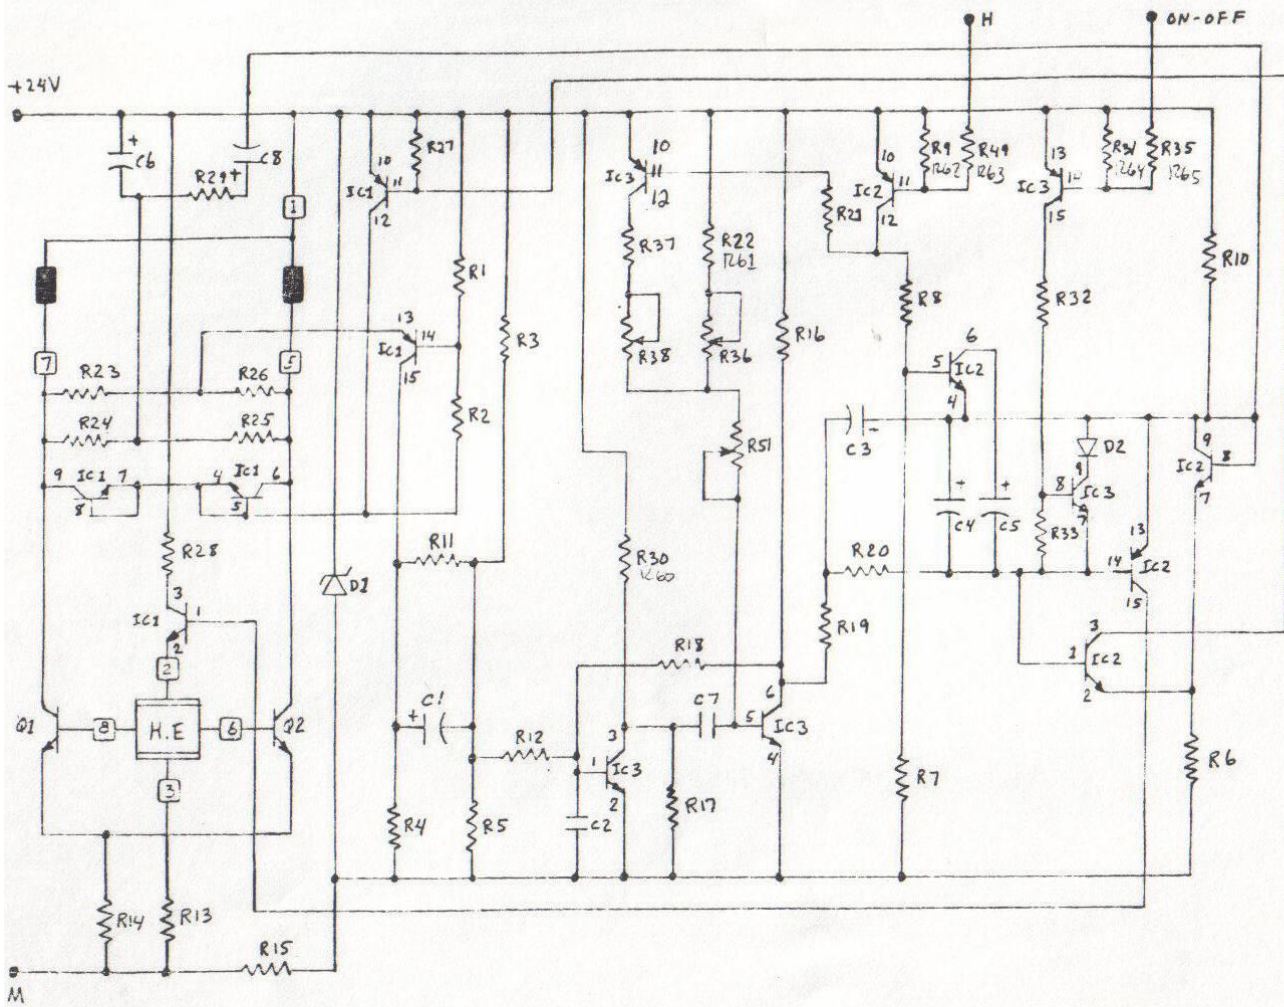 H
ON-OFF
+24V
+
C6
C8
R29
+
R27
10
11
IC1
12
10
IC3
11
12
10
IC2
11
12
R9
R62
R49
R63
13
IC3
14
15
R34
R64
R35
R65
1
R21
R37
R22
R61
R10
R1
R8
R32
13
14
IC1
15
R3
R38
R36
R16
7
5
R23
R26
6
5
IC2
4
R2
R24
R25
C3
+
R51
D2
9
IC2
8
7
9
IC1
7
8
4
IC1
6
5
+
C4
+
C5
8
9
IC3
7
R33
13
14
IC2
15
R28
R11
R30
R60
R20
D1
3
IC1
1
2
R19
3
1
IC2
2
2
R18
Q1
8
H.E
6
Q2
+
C1
C7
6
5
IC3
4
R12
3
1
IC3
2
3
R7
R6
R4
R5
C2
R17
R14
R13
R15
M